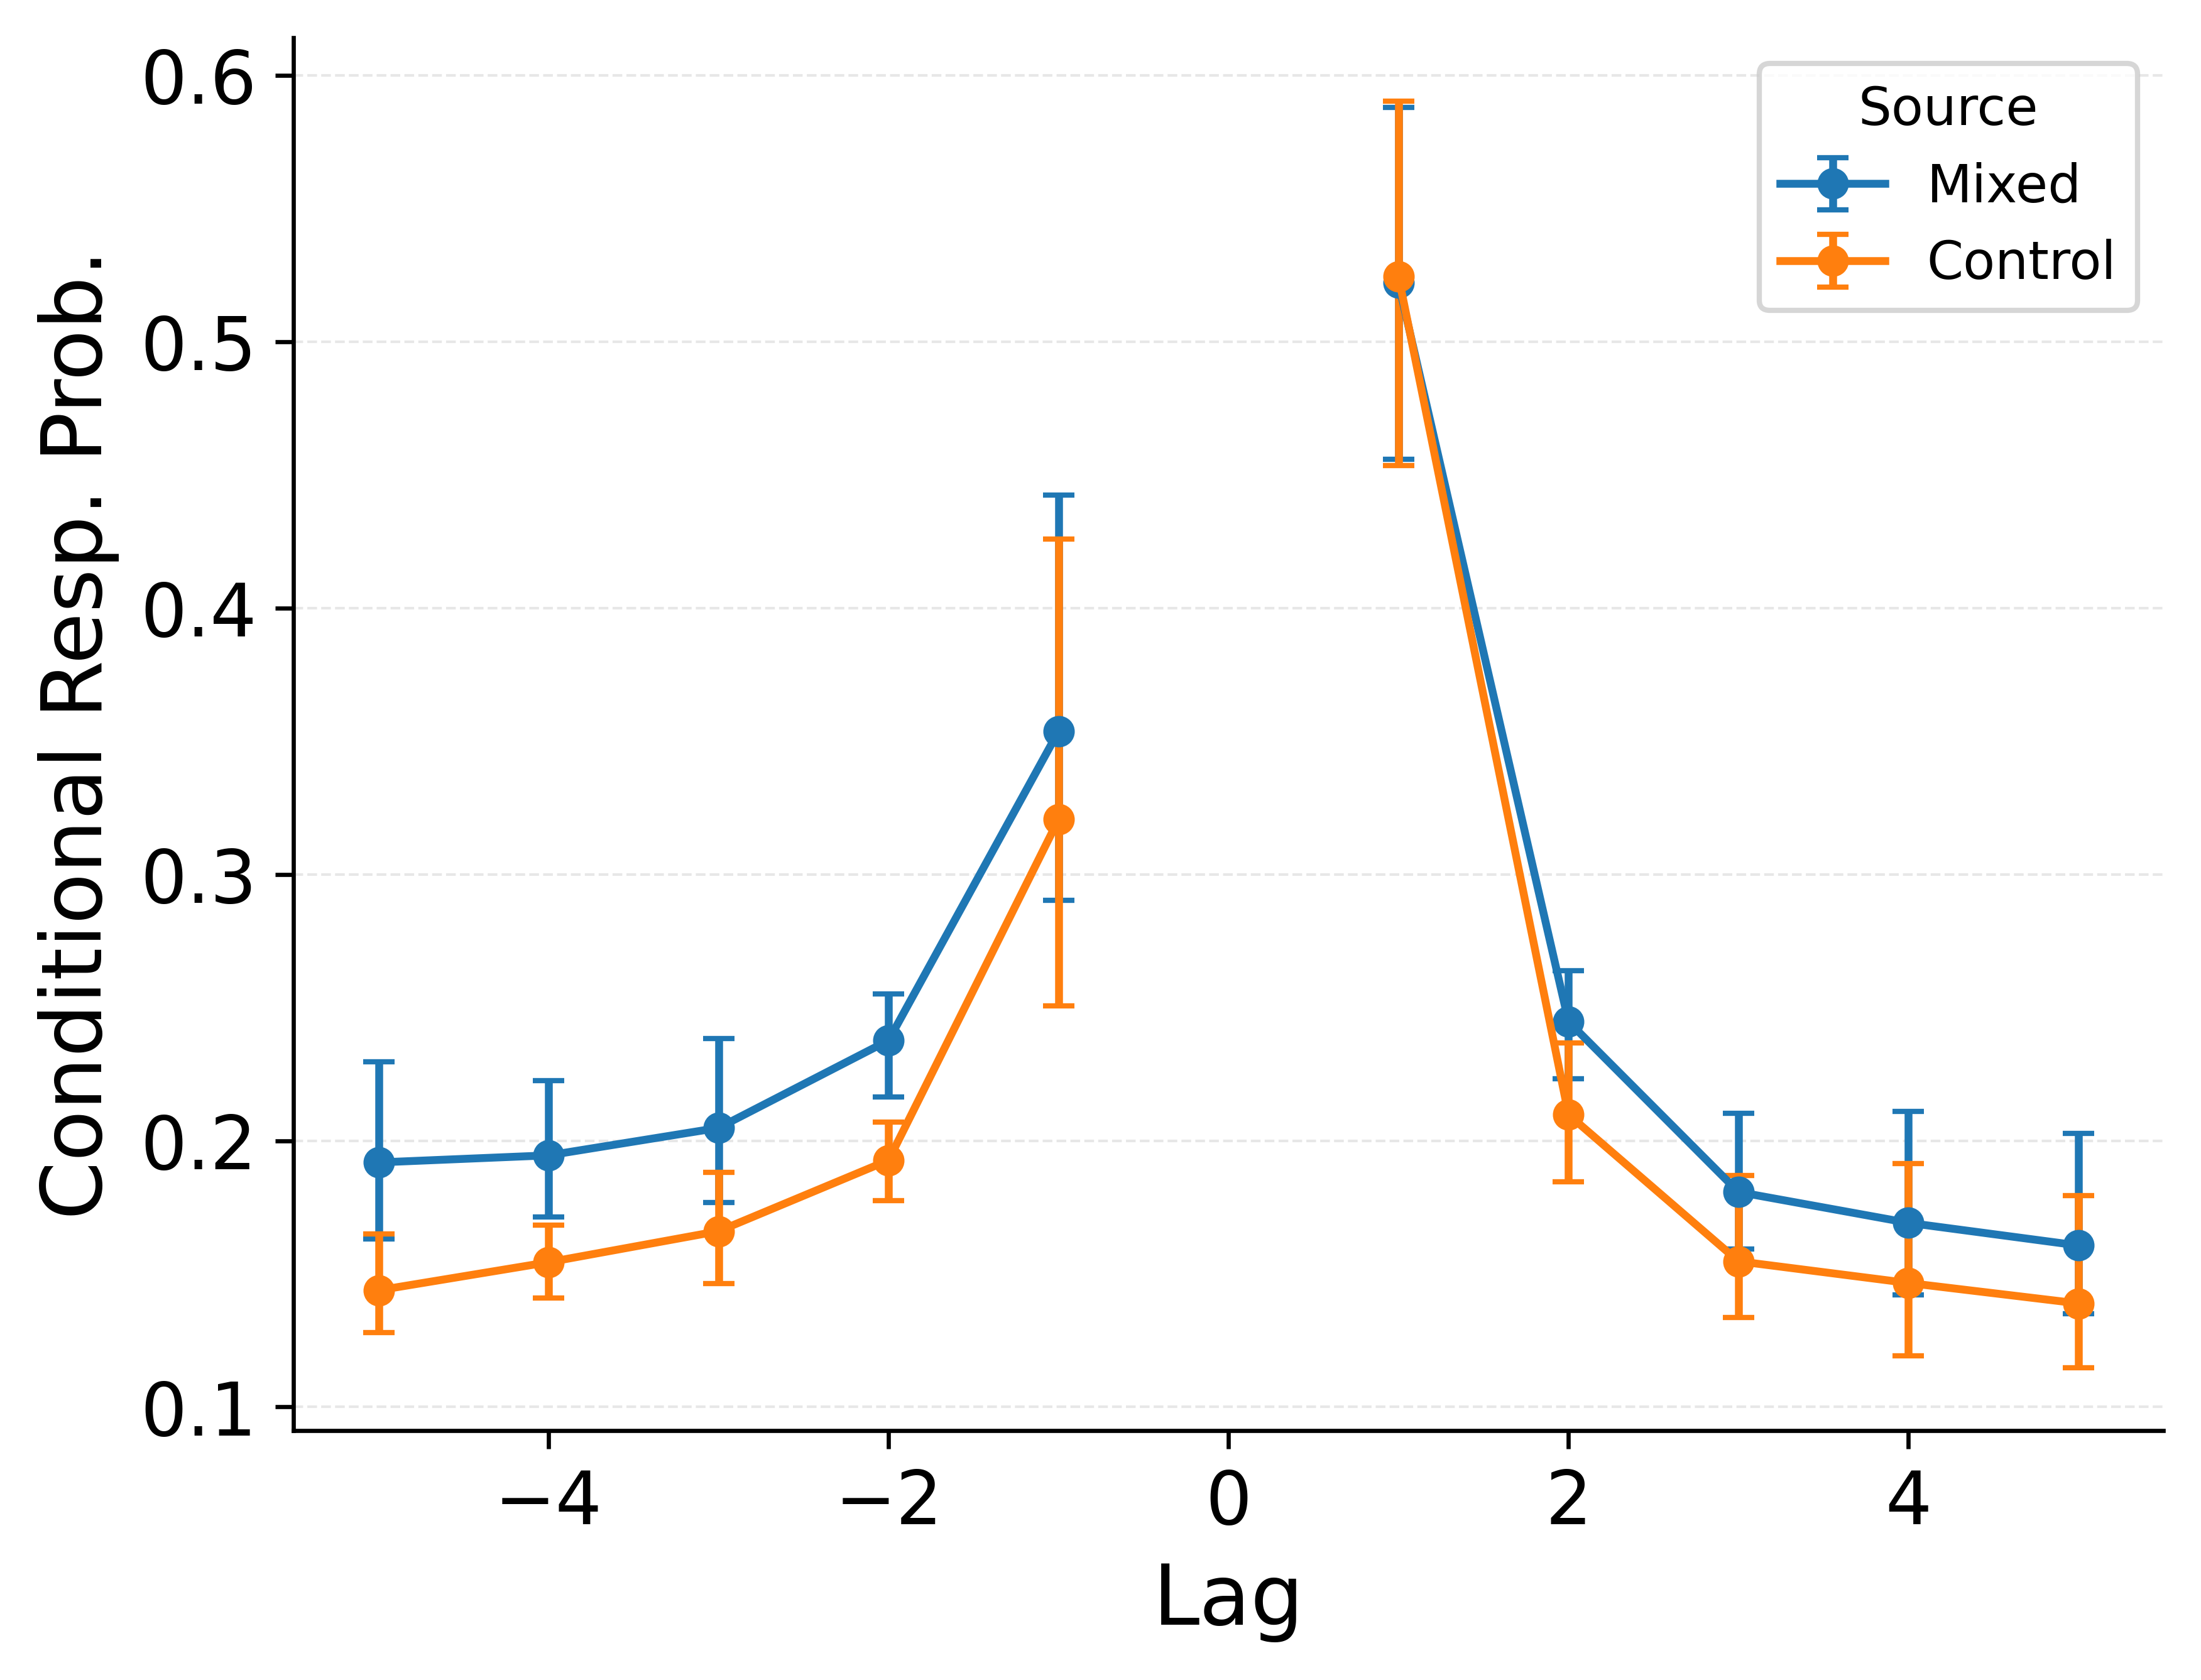 0.6
0.5
0.4
0.3
0.2
0.1
Conditional Resp. Prob.
Source
Mixed
Control
−4
−2
0
2
4
Lag